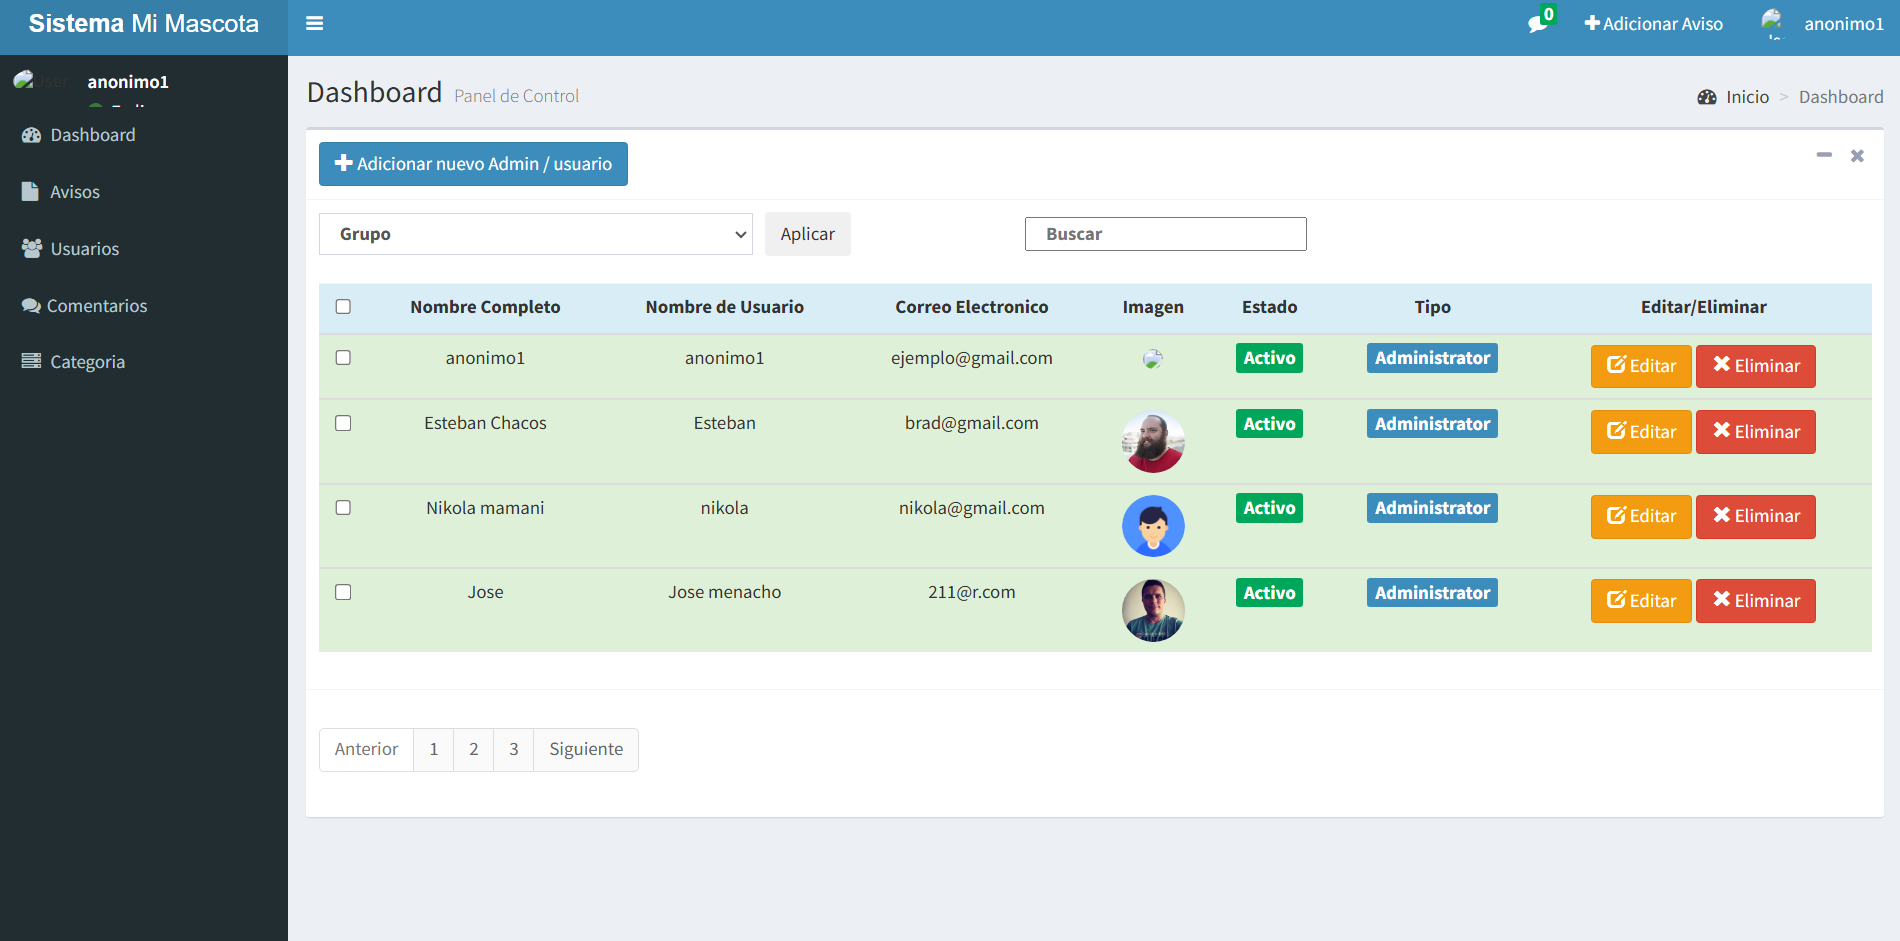 Sistema Mi Mascota
0
Adicionar Aviso
anonimo1
anonimo1
Dashboard
Avisos
Usuarios
Comentarios
Categoria
Dashboard Panel de Control
Inicio > Dashboard
Adicionar nuevo Admin / usuario
Grupo
Aplicar
Buscar
Nombre Completo Nombre de Usuario Correo Electronico Imagen Estado Tipo Editar/Eliminar
anonimo1 anonimo1 ejemplo@gmail.com Activo Administrator Editar Eliminar
Esteban Chacos Esteban brad@gmail.com Activo Administrator Editar Eliminar
Nikola mamani nikola nikola@gmail.com Activo Administrator Editar Eliminar
Jose Jose menacho 211@r.com Activo Administrator Editar Eliminar
Anterior 1 2 3 Siguiente